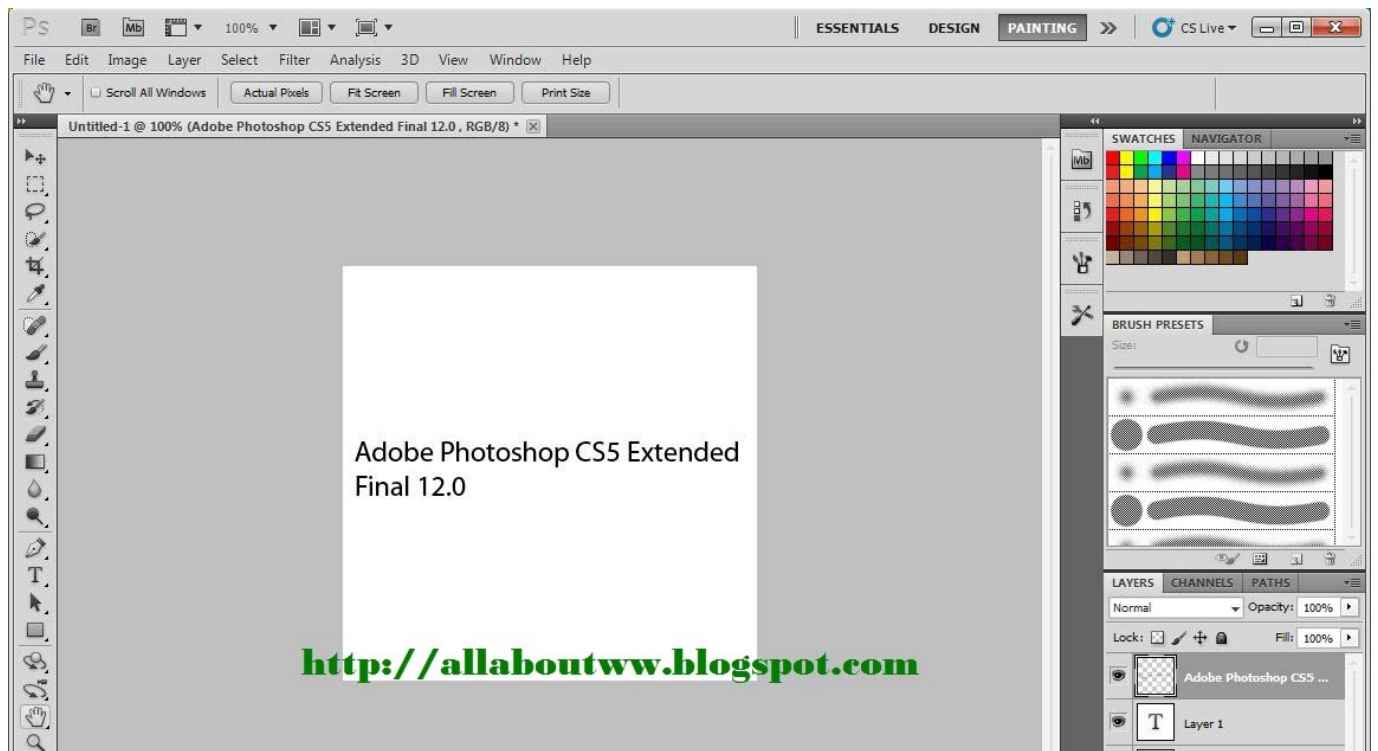 Ps Br Mb 100% ESSENTIALS DESIGN PAINTING CS Live
File Edit Image Layer Select Filter Analysis 3D View Window Help
Scroll All Windows Actual Pixels Fit Screen Fill Screen Print Size
Untitled-1 @ 100% (Adobe Photoshop CS5 Extended Final 12.0 , RGB/8) *
Mb
SWATCHES NAVIGATOR
BRUSH PRESETS
Size:
Adobe Photoshop CS5 Extended
Final 12.0
LAYERS CHANNELS PATHS
Normal Opacity: 100%
Lock: Fill: 100%
http://allaboutww.blogspot.com
Adobe Photoshop CS5 ...
T Layer 1